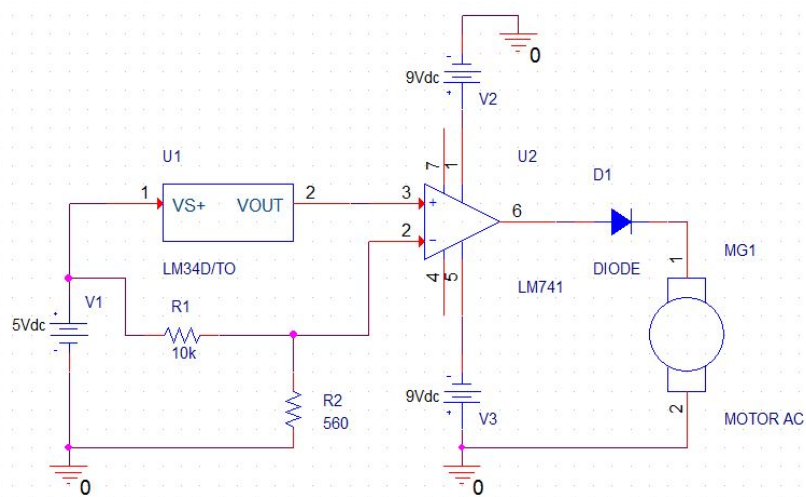 0
-
9Vdc
+
V2
U1
U2
7
1
D1
1
VS+
VOUT
2
3
+
6
2
-
1
MG1
LM34D/TO
4
5
LM741
DIODE
+
V1
5Vdc
-
R1
10k
R2
560
-
9Vdc
+
V3
2
MOTOR AC
0
0